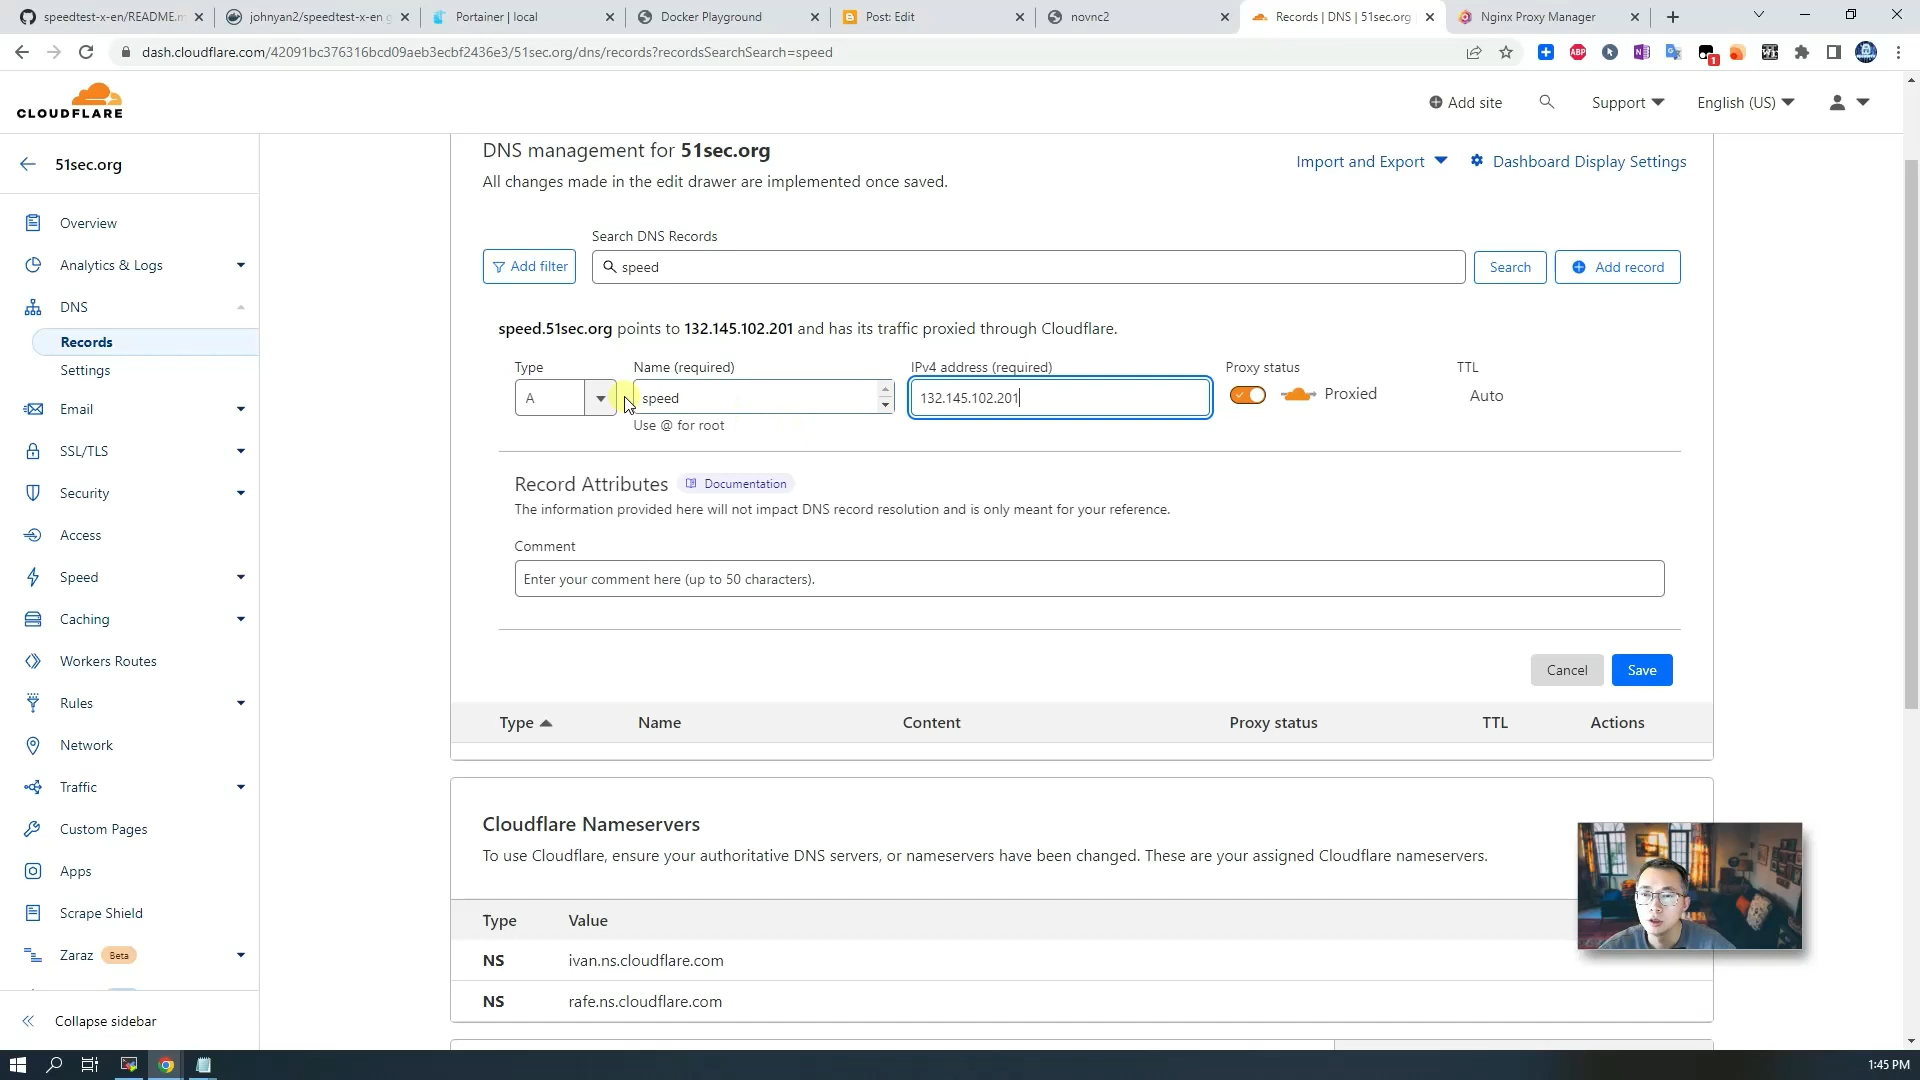 speedtest-x-en/README.m
johnyan2/speedtest-x-en
Portainer | local
Docker Playground
Post: Edit
novnc2
Records | DNS | 51sec.org
Nginx Proxy Manager
dash.cloudflare.com/42091bc376316bcd09aeb3ecbf2436e3/51sec.org/dns/records?recordsSearchSearch=speed
ABP
1
CLOUDFLARE
Add site
Support
English (US)
51sec.org
Overview
Analytics & Logs
DNS
Records
Settings
Email
SSL/TLS
Security
Access
Speed
Caching
Workers Routes
Rules
Network
Traffic
Custom Pages
Apps
Scrape Shield
Zaraz Beta
Collapse sidebar
DNS management for 51sec.org
All changes made in the edit drawer are implemented once saved.
Import and Export
Dashboard Display Settings
Search DNS Records
Add filter
speed
Search
Add record
speed.51sec.org points to 132.145.102.201 and has its traffic proxied through Cloudflare.
Type Name (required) IPv4 address (required) Proxy status TTL
A speed 132.145.102.201 Proxied Auto
Use @ for root
Record Attributes Documentation
The information provided here will not impact DNS record resolution and is only meant for your reference.
Comment
Enter your comment here (up to 50 characters).
Cancel Save
Type Name Content Proxy status TTL Actions
Cloudflare Nameservers
To use Cloudflare, ensure your authoritative DNS servers, or nameservers have been changed. These are your assigned Cloudflare nameservers.
Type Value
NS ivan.ns.cloudflare.com
NS rafe.ns.cloudflare.com
1:45 PM